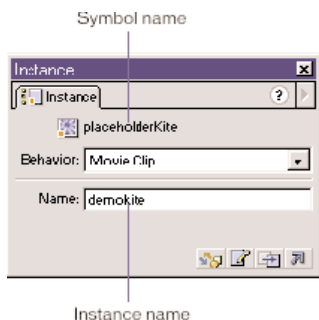 Symbol name
Instance
Instance
?
placeholderKite
Behavior: Movie Clip
Name: demokite
Instance name